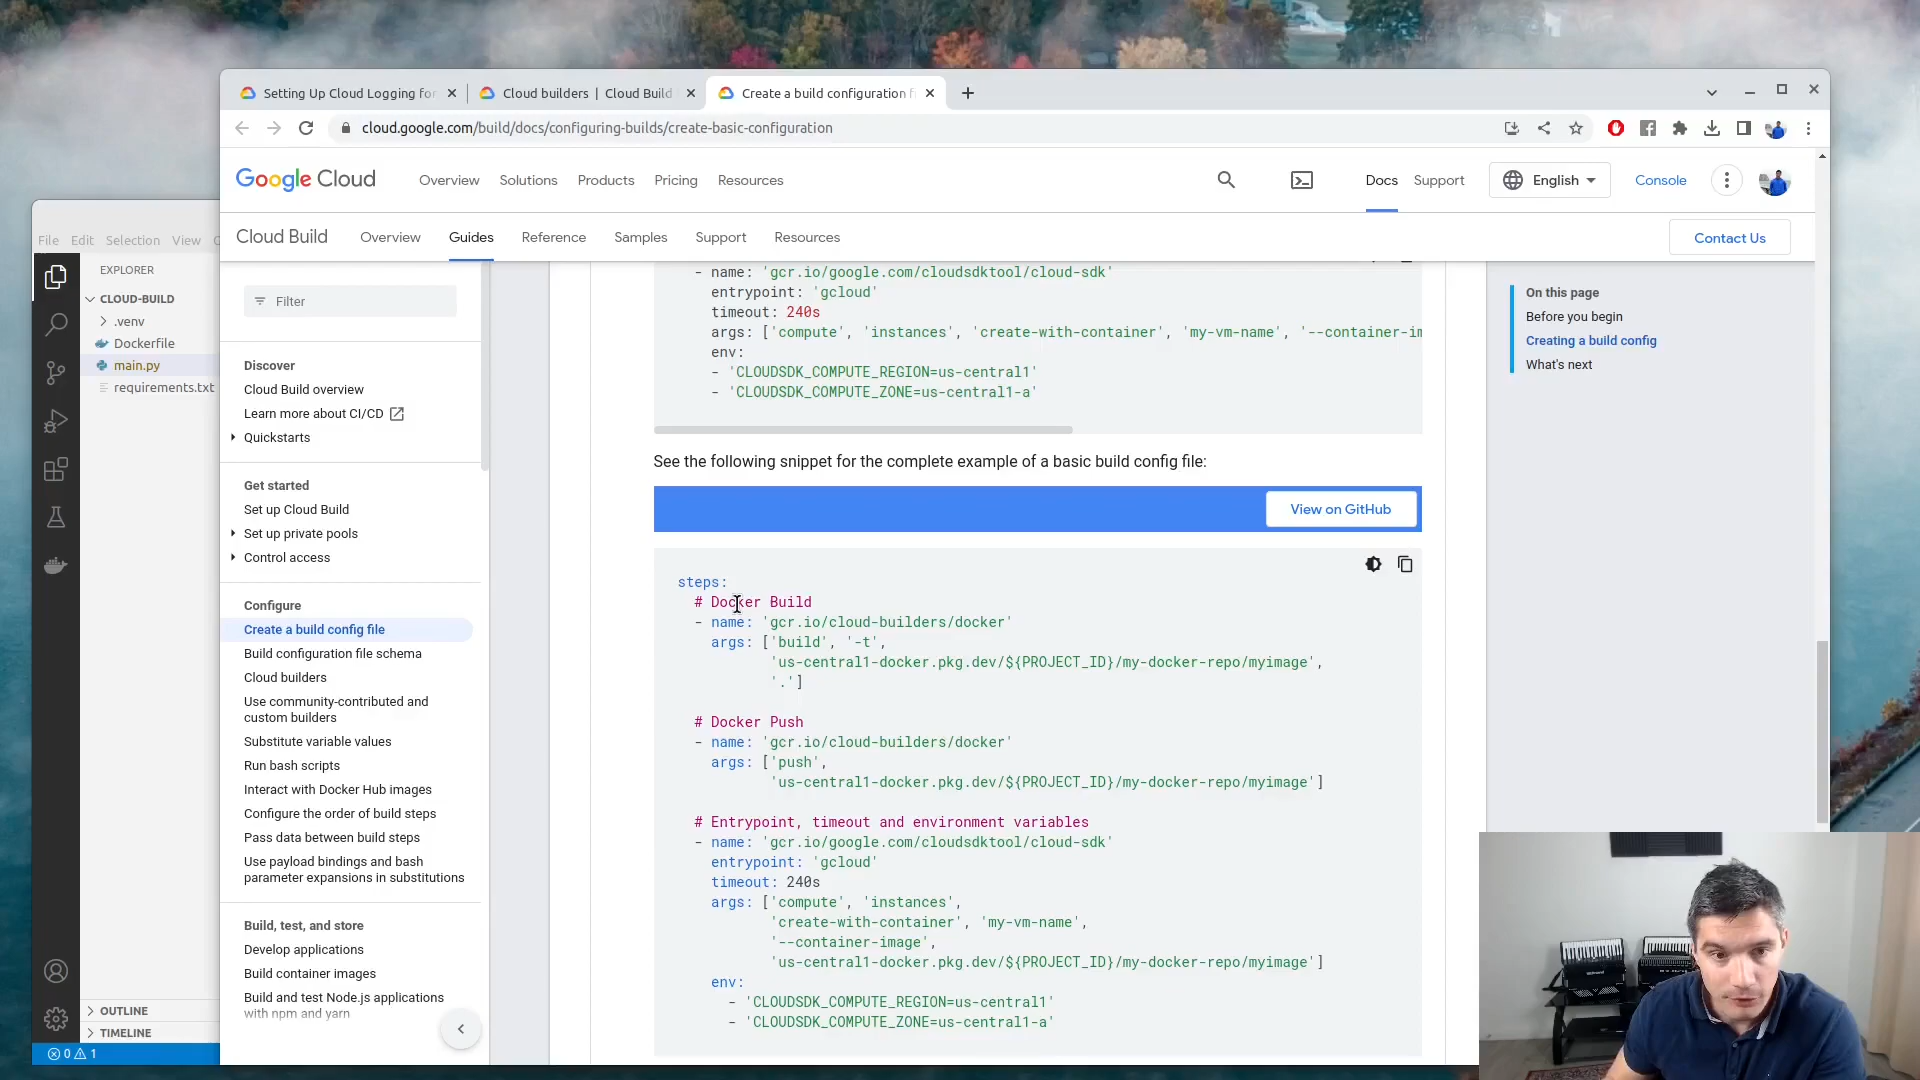 Setting Up Cloud Logging for
Cloud builders | Cloud Build
Create a build configuration f
cloud.google.com/build/docs/configuring-builds/create-basic-configuration
Google Cloud
Overview
Solutions
Products
Pricing
Resources
Docs
Support
English
Console
Cloud Build
Overview
Guides
Reference
Samples
Support
Resources
Contact Us
File Edit Selection View
EXPLORER
CLOUD-BUILD
.venv
Dockerfile
main.py
requirements.txt
OUTLINE
TIMELINE
0 1
Filter
Discover
Cloud Build overview
Learn more about CI/CD
Quickstarts
Get started
Set up Cloud Build
Set up private pools
Control access
Configure
Create a build config file
Build configuration file schema
Cloud builders
Use community-contributed and
custom builders
Substitute variable values
Run bash scripts
Interact with Docker Hub images
Configure the order of build steps
Pass data between build steps
Use payload bindings and bash
parameter expansions in substitutions
Build, test, and store
Develop applications
Build container images
Build and test Node.js applications
with npm and yarn
- name: 'gcr.io/google.com/cloudsdktool/cloud-sdk'
entrypoint: 'gcloud'
timeout: 240s
args: ['compute', 'instances', 'create-with-container', 'my-vm-name', '--container-im
env:
- 'CLOUDSDK_COMPUTE_REGION=us-central1'
- 'CLOUDSDK_COMPUTE_ZONE=us-central1-a'
See the following snippet for the complete example of a basic build config file:
View on GitHub
steps:
# Docker Build
- name: 'gcr.io/cloud-builders/docker'
args: ['build', '-t',
'us-central1-docker.pkg.dev/${PROJECT_ID}/my-docker-repo/myimage',
'.']
# Docker Push
- name: 'gcr.io/cloud-builders/docker'
args: ['push',
'us-central1-docker.pkg.dev/${PROJECT_ID}/my-docker-repo/myimage']
# Entrypoint, timeout and environment variables
- name: 'gcr.io/google.com/cloudsdktool/cloud-sdk'
entrypoint: 'gcloud'
timeout: 240s
args: ['compute', 'instances',
'create-with-container', 'my-vm-name',
'--container-image',
'us-central1-docker.pkg.dev/${PROJECT_ID}/my-docker-repo/myimage']
env:
- 'CLOUDSDK_COMPUTE_REGION=us-central1'
- 'CLOUDSDK_COMPUTE_ZONE=us-central1-a'
On this page
Before you begin
Creating a build config
What's next